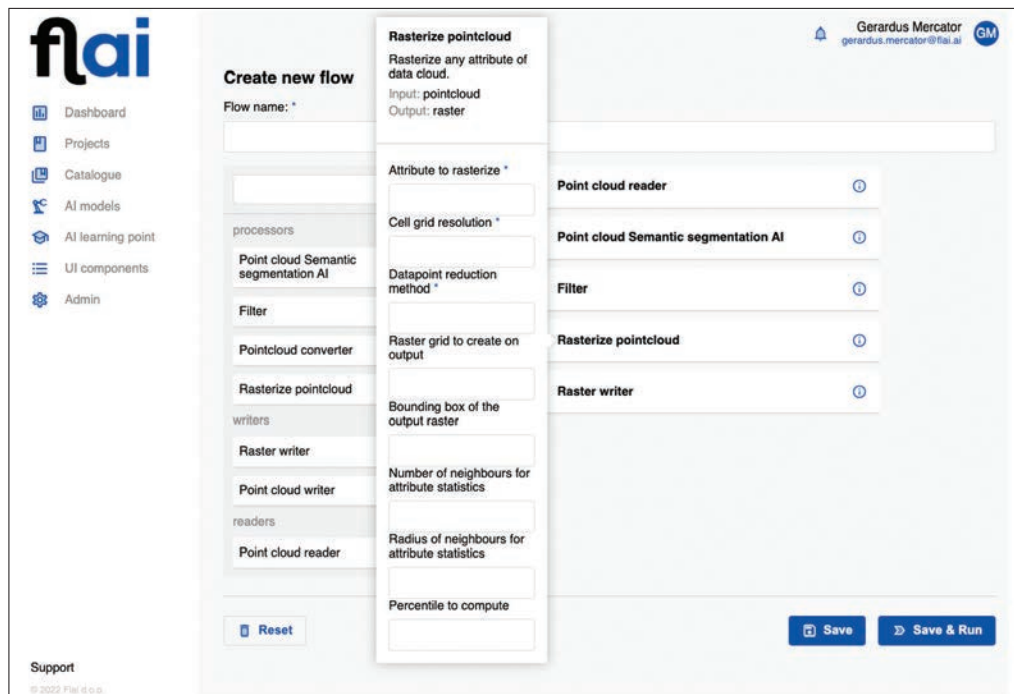 flai
Dashboard
Projects
Catalogue
AI models
AI learning point
UI components
Admin
Support
© 2022 Flai d.o.o.
Gerardus Mercator
gerardus.mercator@flai.ai
GM
Create new flow
Flow name: *
processors
Point cloud Semantic
segmentation AI
Filter
Pointcloud converter
Rasterize pointcloud
writers
Raster writer
Point cloud writer
readers
Point cloud reader
Rasterize pointcloud
Rasterize any attribute of
data cloud.
Input: pointcloud
Output: raster
Attribute to rasterize *
Cell grid resolution *
Datapoint reduction
method *
Raster grid to create on
output
Bounding box of the
output raster
Number of neighbours for
attribute statistics
Radius of neighbours for
attribute statistics
Percentile to compute
Point cloud reader
Point cloud Semantic segmentation AI
Filter
Rasterize pointcloud
Raster writer
Reset
Save
Save & Run